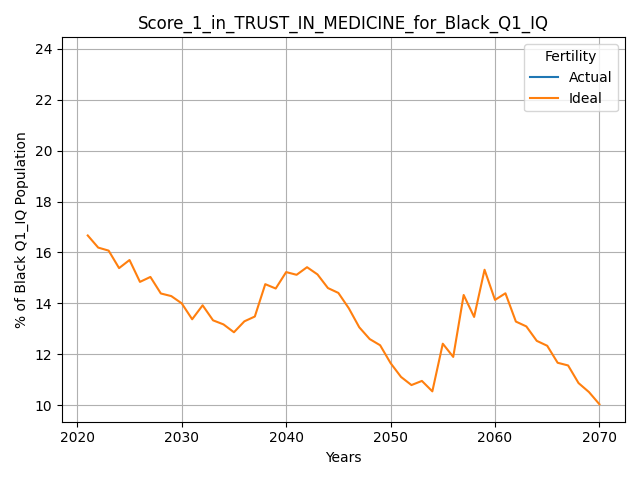 Score_1_in_TRUST_IN_MEDICINE_for_Black_Q1_IQ
Fertility
Actual
Ideal
% of Black Q1_IQ Population
24
22
20
18
16
14
12
10
2020 2030 2040 2050 2060 2070
Years